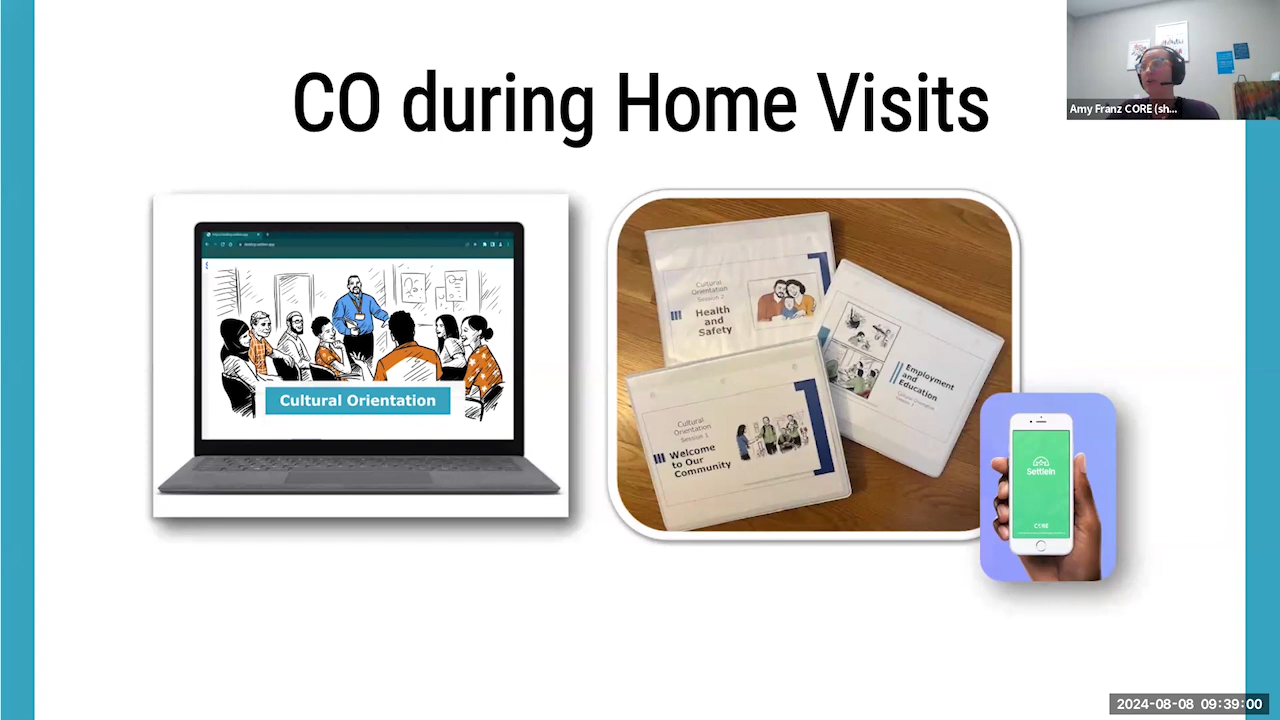 CO during Home Visits
Amy Franz CORE (sh...
Cultural Orientation
Cultural
Orientation
Session 2
Health
and
Safety
Employment
and
Education
Cultural
Orientation
Session 1
Welcome
to Our
Community
Settlein
CORE
2024-08-08 09:39:00